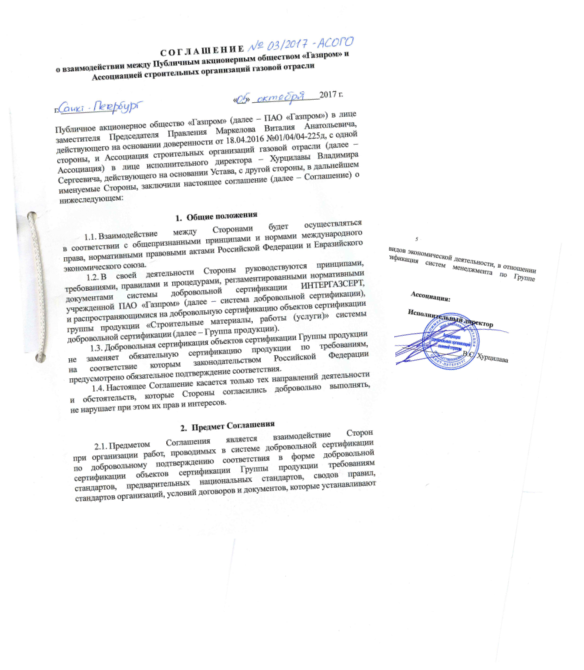 СОГЛАШЕНИЕ № 03/2017-АСОГО
о взаимодействии между Публичным акционерным обществом «Газпром» и
Ассоциацией строительных организаций газовой отрасли
г. Санкт-Петербург
«05» октября 2017 г.
Публичное акционерное общество «Газпром» (далее – ПАО «Газпром») в лице
заместителя Председателя Правления Маркелова Виталия Анатольевича,
действующего на основании доверенности от 18.04.2016 №01/04/04-225д, с одной
стороны, и Ассоциация строительных организаций газовой отрасли (далее –
Ассоциация) в лице исполнительного директора – Хурцилавы Владимира
Сергеевича, действующего на основании Устава, с другой стороны, в дальнейшем
именуемые Стороны, заключили настоящее соглашение (далее – Соглашение) о
нижеследующем:
1. Общие положения
1.1. Взаимодействие между Сторонами будет осуществляться
в соответствии с общепризнанными принципами и нормами международного
права, нормативными правовыми актами Российской Федерации и Евразийского
экономического союза.
1.2. В своей деятельности Стороны руководствуются принципами,
требованиями, правилами и процедурами, регламентированными нормативными
документами системы добровольной сертификации ИНТЕРГАЗСЕРТ,
учрежденной ПАО «Газпром» (далее – система добровольной сертификации),
и распространяющимися на добровольную сертификацию объектов сертификации
группы продукции «Строительные материалы, работы (услуги)» системы
добровольной сертификации (далее – Группа продукции).
1.3. Добровольная сертификация объектов сертификации Группы продукции
не заменяет обязательную сертификацию продукции по требованиям,
на соответствие которым законодательством Российской Федерации
предусмотрено обязательное подтверждение соответствия.
1.4. Настоящее Соглашение касается только тех направлений деятельности
и обстоятельств, которые Стороны согласились добровольно выполнять,
не нарушает при этом их прав и интересов.
2. Предмет Соглашения
2.1. Предметом Соглашения является взаимодействие Сторон
при организации работ, проводимых в системе добровольной сертификации
по добровольному подтверждению соответствия в форме добровольной
сертификации объектов сертификации Группы продукции требованиям
стандартов, предварительных национальных стандартов, сводов правил,
стандартов организаций, условий договоров и документов, которые устанавливают
5
видов экономической деятельности, в отношении
ификация систем менеджмента по Группе
Ассоциация:
Исполнительный директор
В.С. Хурцилава